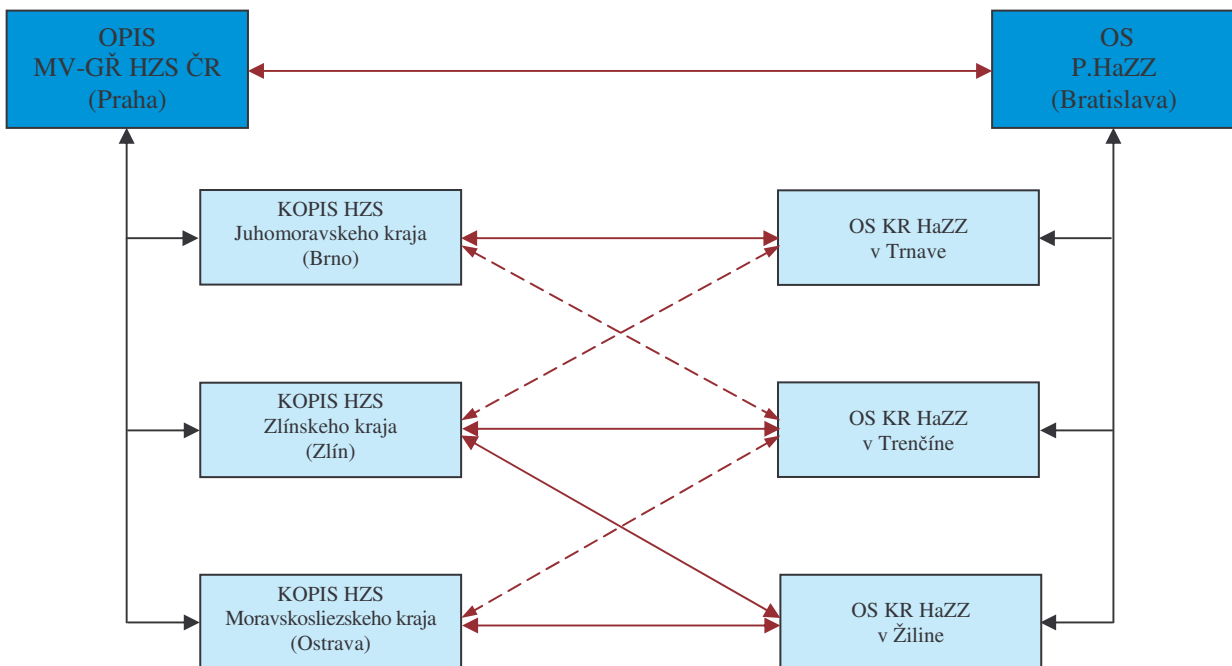 OPIS
MV-GŘ HZS ČR
(Praha)
OS
P.HaZZ
(Bratislava)
KOPIS HZS
Juhomoravskeho kraja
(Brno)
OS KR HaZZ
v Trnave
KOPIS HZS
Zlínskeho kraja
(Zlín)
OS KR HaZZ
v Trenčíne
KOPIS HZS
Moravskosliezskeho kraja
(Ostrava)
OS KR HaZZ
v Žiline